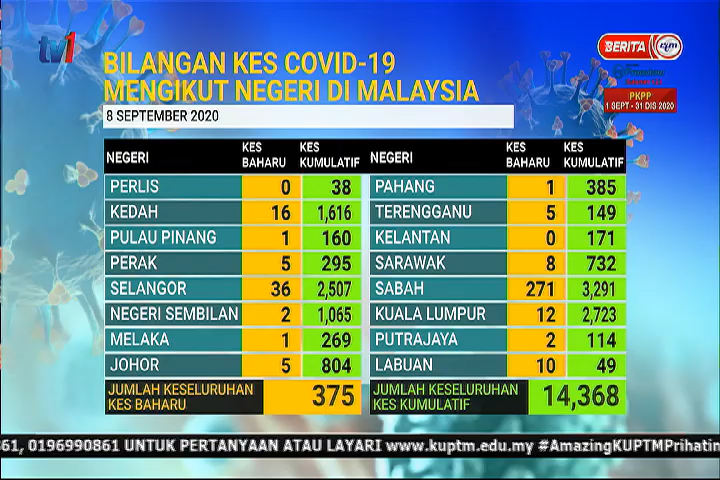 tv1
BERITA rtm
PKPP
1 SEPT - 31 DIS 2020
BILANGAN KES COVID-19
MENGIKUT NEGERI DI MALAYSIA
8 SEPTEMBER 2020
NEGERI KES BAHARU KES KUMULATIF NEGERI KES BAHARU KES KUMULATIF
PERLIS 0 38 PAHANG 1 385
KEDAH 16 1,616 TERENGGANU 5 149
PULAU PINANG 1 160 KELANTAN 0 171
PERAK 5 295 SARAWAK 8 732
SELANGOR 36 2,507 SABAH 271 3,291
NEGERI SEMBILAN 2 1,065 KUALA LUMPUR 12 2,723
MELAKA 1 269 PUTRAJAYA 2 114
JOHOR 5 804 LABUAN 10 49
JUMLAH KESELURUHAN KES BAHARU 375 JUMLAH KESELURUHAN KES KUMULATIF 14,368
361, 0196990861 UNTUK PERTANYAAN ATAU LAYARI www.kuptm.edu.my #AmazingKUPTMPrihatin